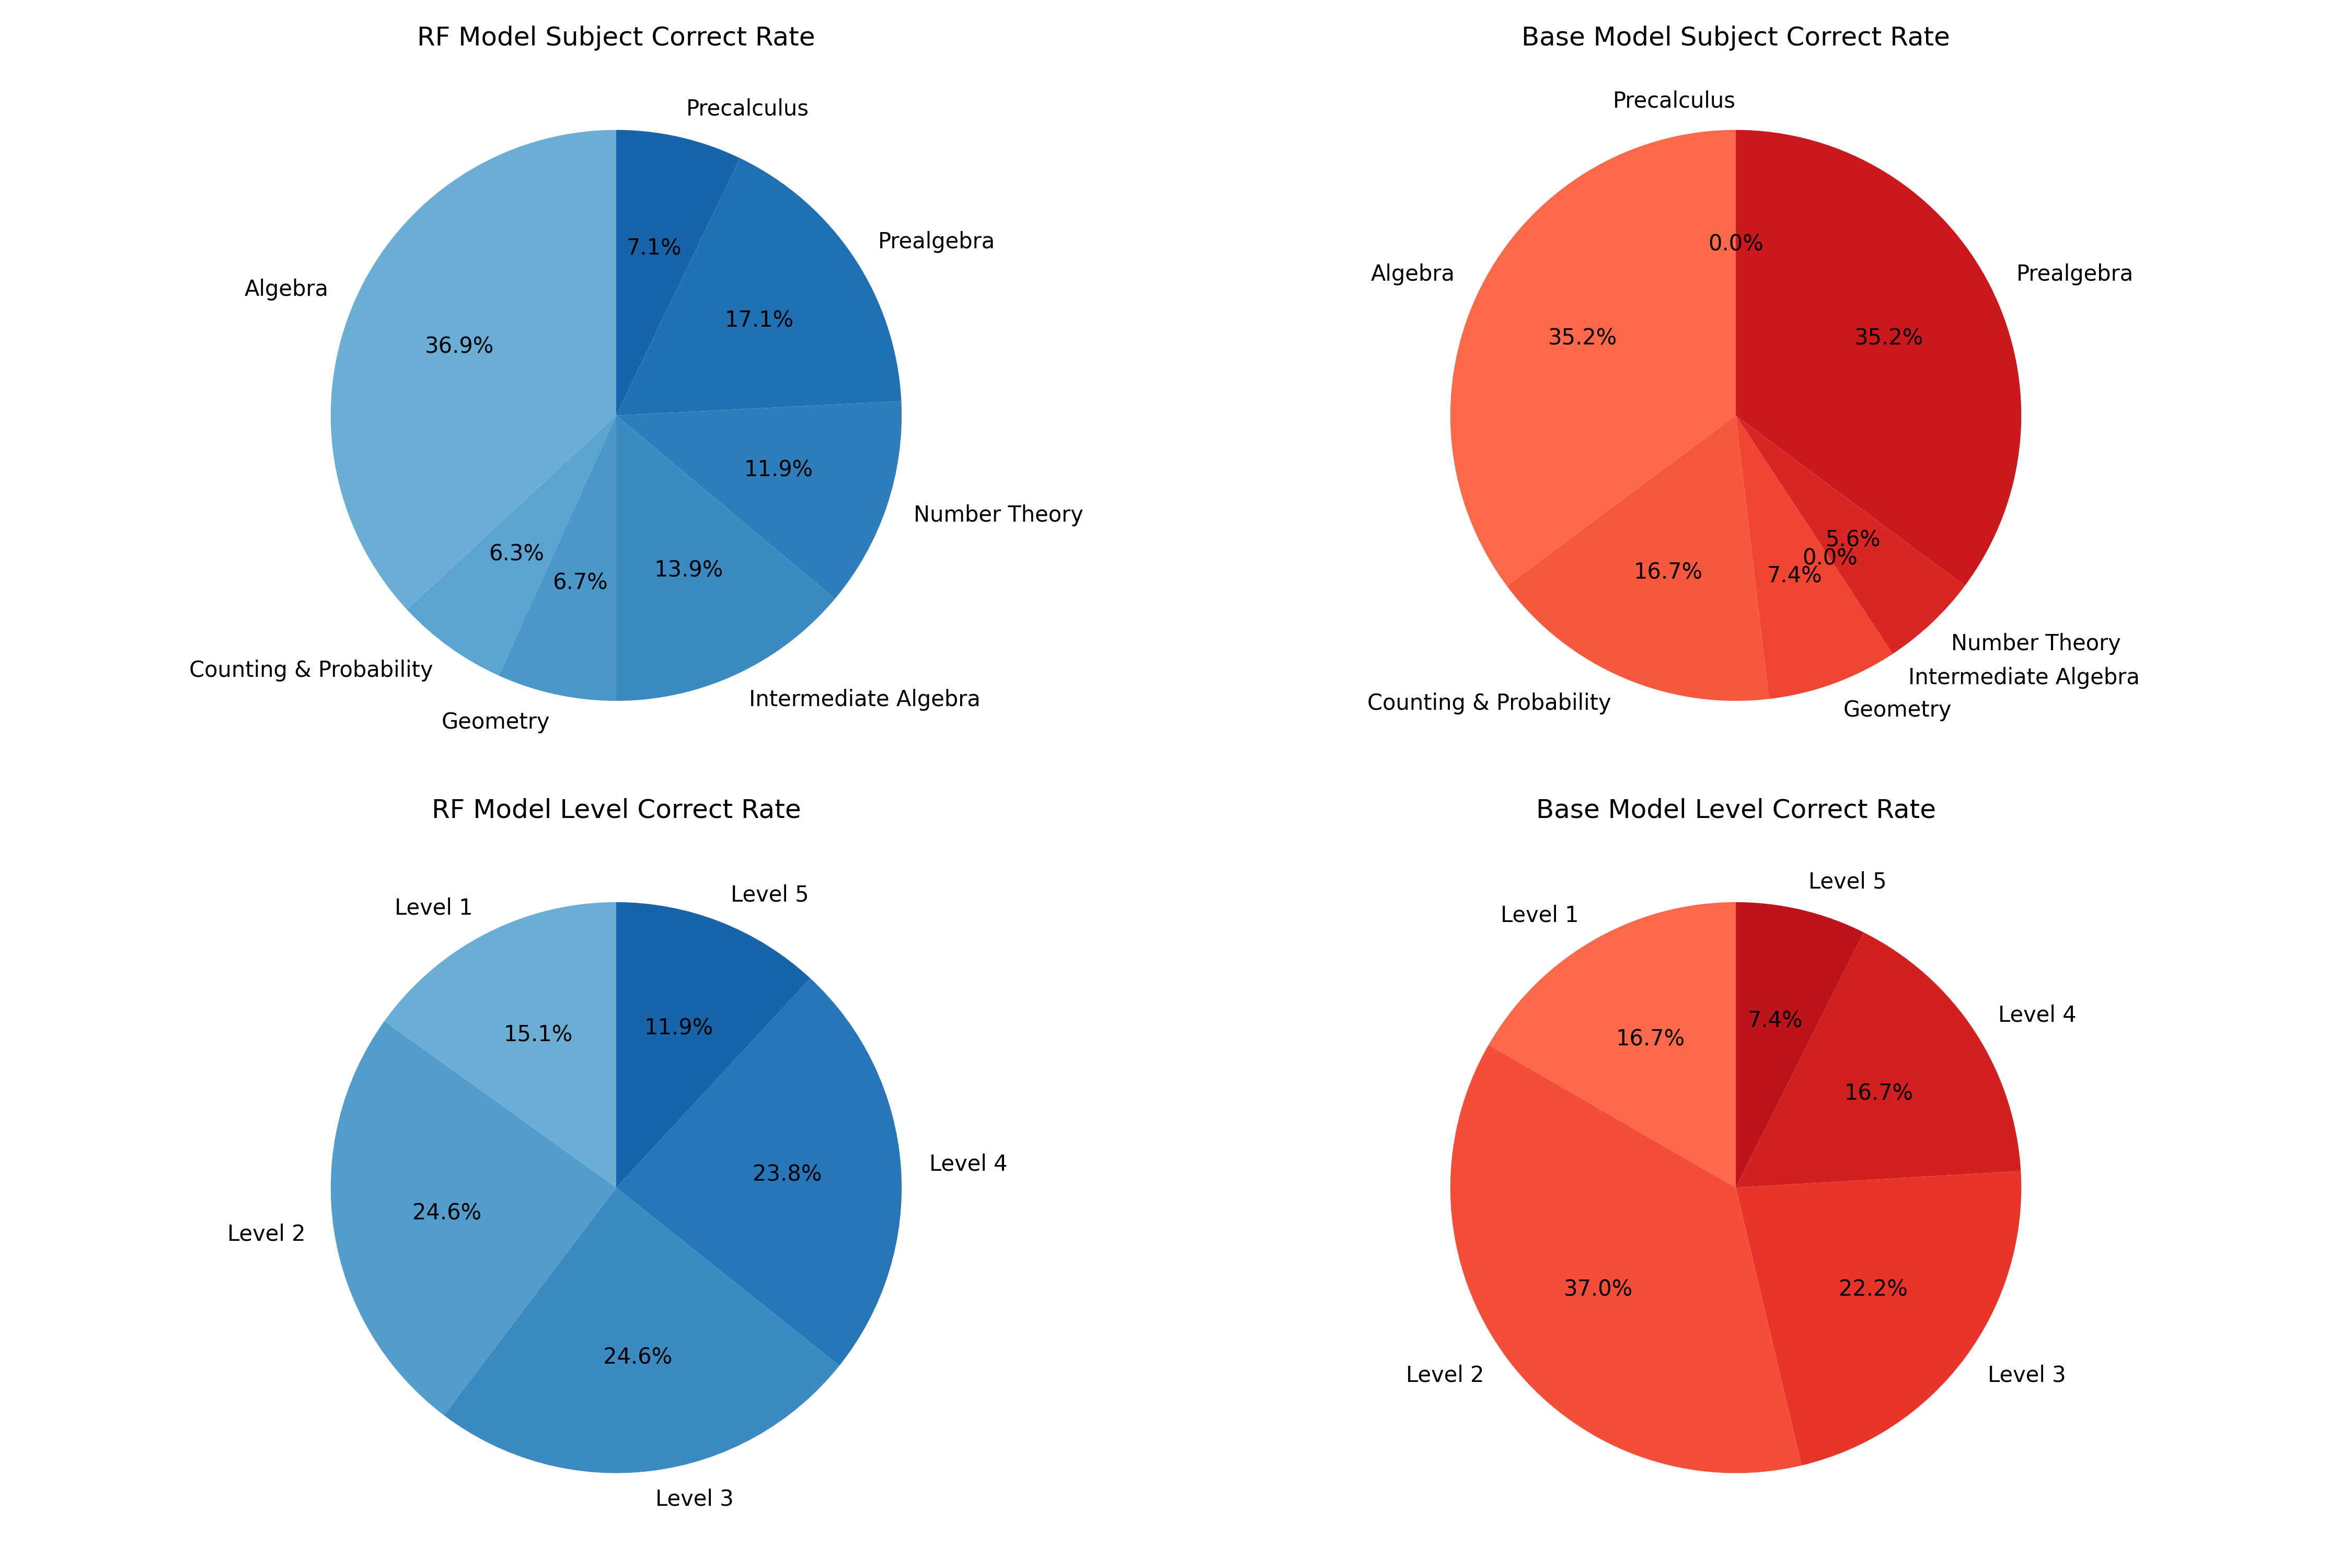 RF Model Subject Correct Rate
Precalculus
Prealgebra
Algebra
7.1%
17.1%
36.9%
11.9%
Number Theory
6.3%
6.7%
13.9%
Counting & Probability
Geometry
Intermediate Algebra
Base Model Subject Correct Rate
Precalculus
0.0%
Algebra
Prealgebra
35.2%
35.2%
5.6%
0.0%
16.7%
7.4%
Number Theory
Intermediate Algebra
Counting & Probability
Geometry
RF Model Level Correct Rate
Level 5
Level 1
11.9%
15.1%
Level 4
23.8%
24.6%
Level 2
24.6%
Level 3
Base Model Level Correct Rate
Level 5
Level 1
Level 4
7.4%
16.7%
16.7%
37.0%
22.2%
Level 2
Level 3